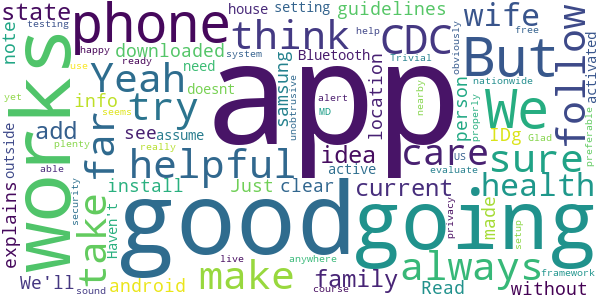 state
phone
house
setting
guidelines
wife
note
downloaded
think
CDC
Bluetooth
follow
activated
works
Yeah
need
samsung
location
But
obviously
happy
ready
try
info
doesnt
testing
system
free
help
Trivial
app
nearby
person
We
IDg
nationwide
properly
use
far
add
see
assume
unobtrusive
alert
MD
care
US
Glad
preferable
yet
seems
outside
plenty
helpful
idea
sure
able
really
evaluate
explains
take
install
Just
clear
active
current
health
Haven't
good
going
security
privacy
made
setup
We'll
android
make
live
anywhere
family
Read
always
without
sound
course
framework